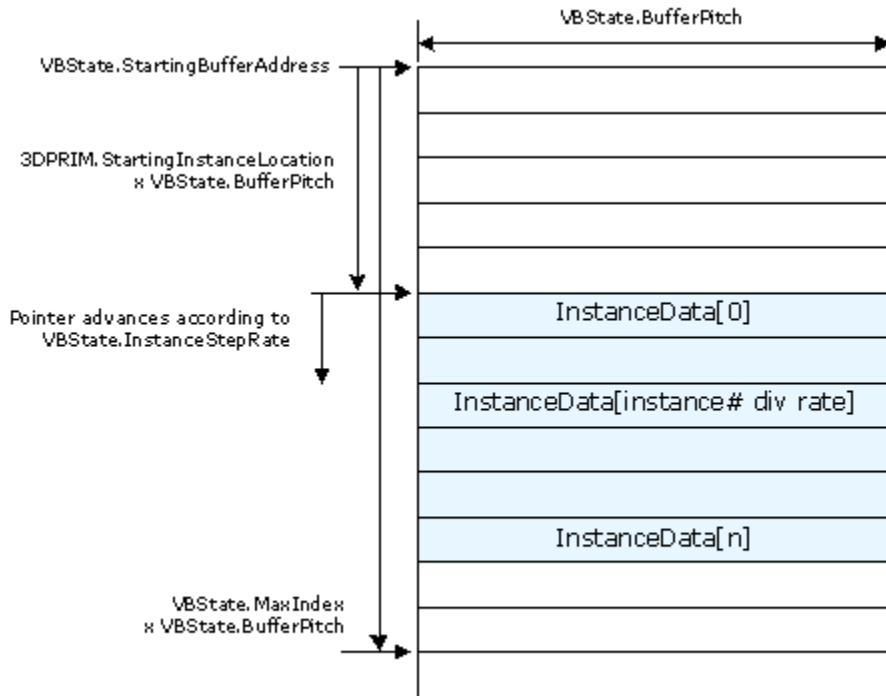 VBState.BufferPitch
VBState.StartingBufferAddress
3DPRIM.StartingInstanceLocation
x VBState.BufferPitch
InstanceData[0]
Pointer advances according to
VBState.InstanceStepRate
InstanceData[instance# div rate]
InstanceData[n]
VBState.MaxIndex
x VBState.BufferPitch